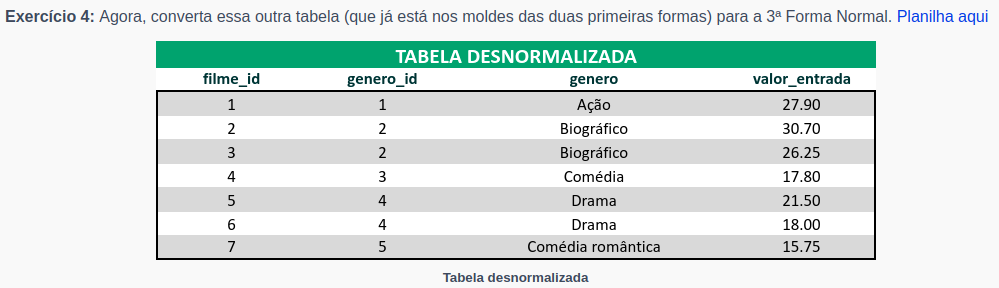 Exercício 4: Agora, converta essa outra tabela (que já está nos moldes das duas primeiras formas) para a 3ª Forma Normal. Planilha aqui
TABELA DESNORMALIZADA
filme_id genero_id genero valor_entrada
1 1 Ação 27.90
2 2 Biográfico 30.70
3 2 Biográfico 26.25
4 3 Comédia 17.80
5 4 Drama 21.50
6 4 Drama 18.00
7 5 Comédia romântica 15.75
Tabela desnormalizada